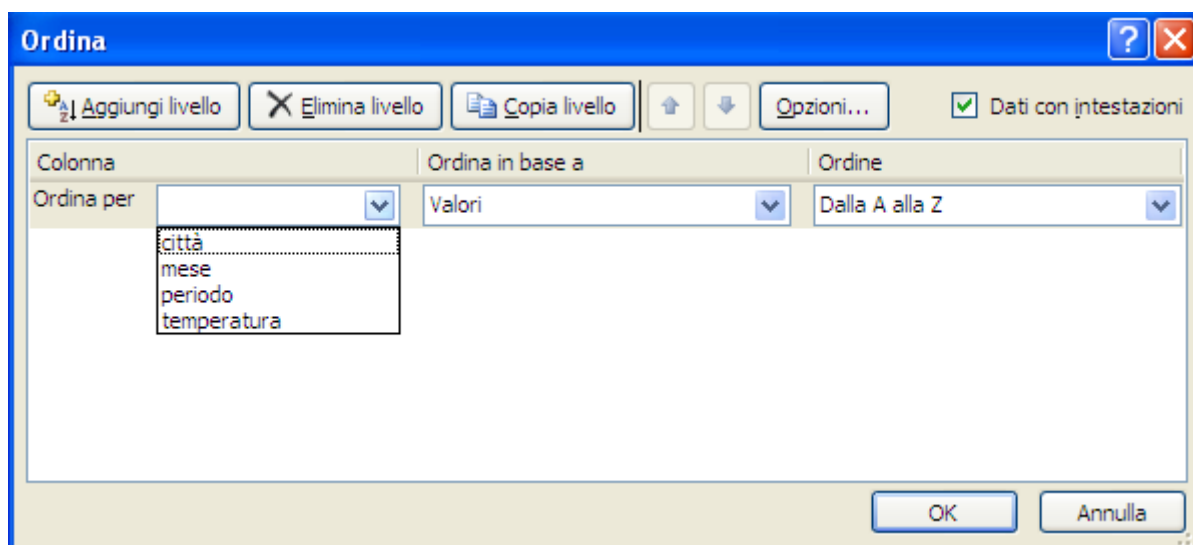 Ordina
Aggiungi livello Elimina livello Copia livello Opzioni... Dati con intestazioni
Colonna Ordina in base a Ordine
Ordina per Valori Dalla A alla Z
città
mese
periodo
temperatura
OK Annulla